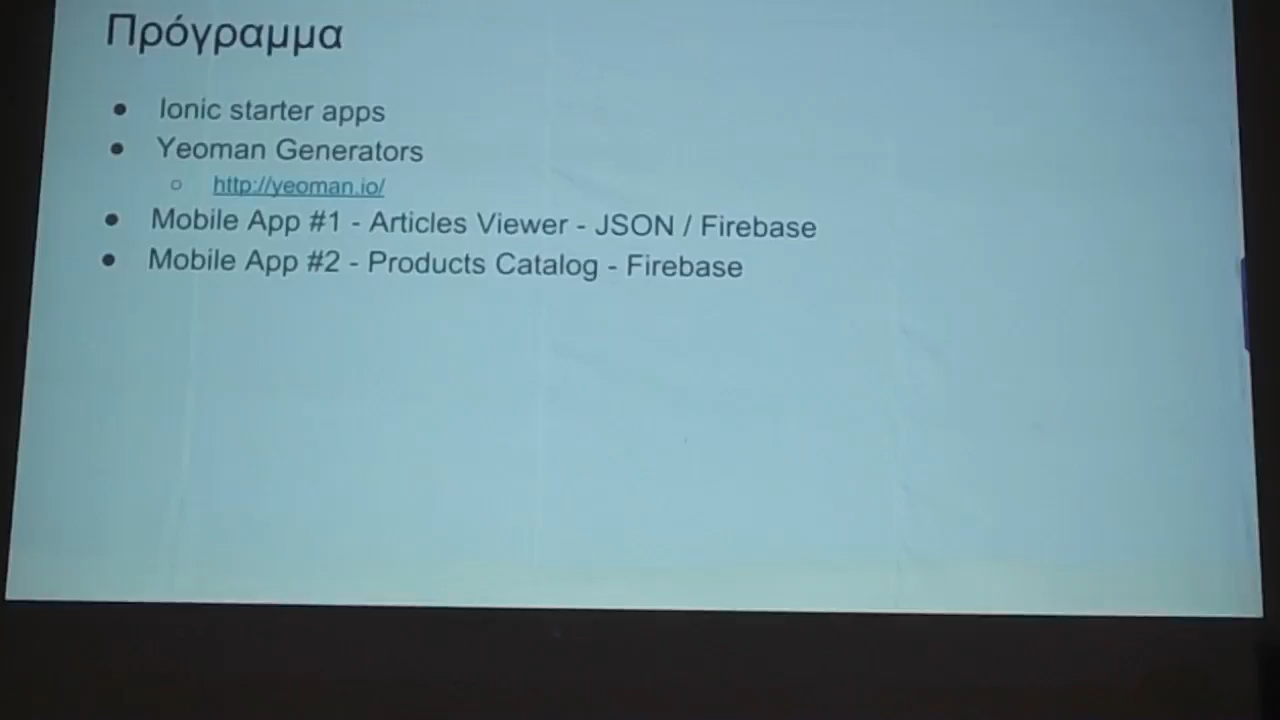 Πρόγραμμα
● Ionic starter apps
● Yeoman Generators
○ http://yeoman.io/
● Mobile App #1 - Articles Viewer - JSON / Firebase
● Mobile App #2 - Products Catalog - Firebase